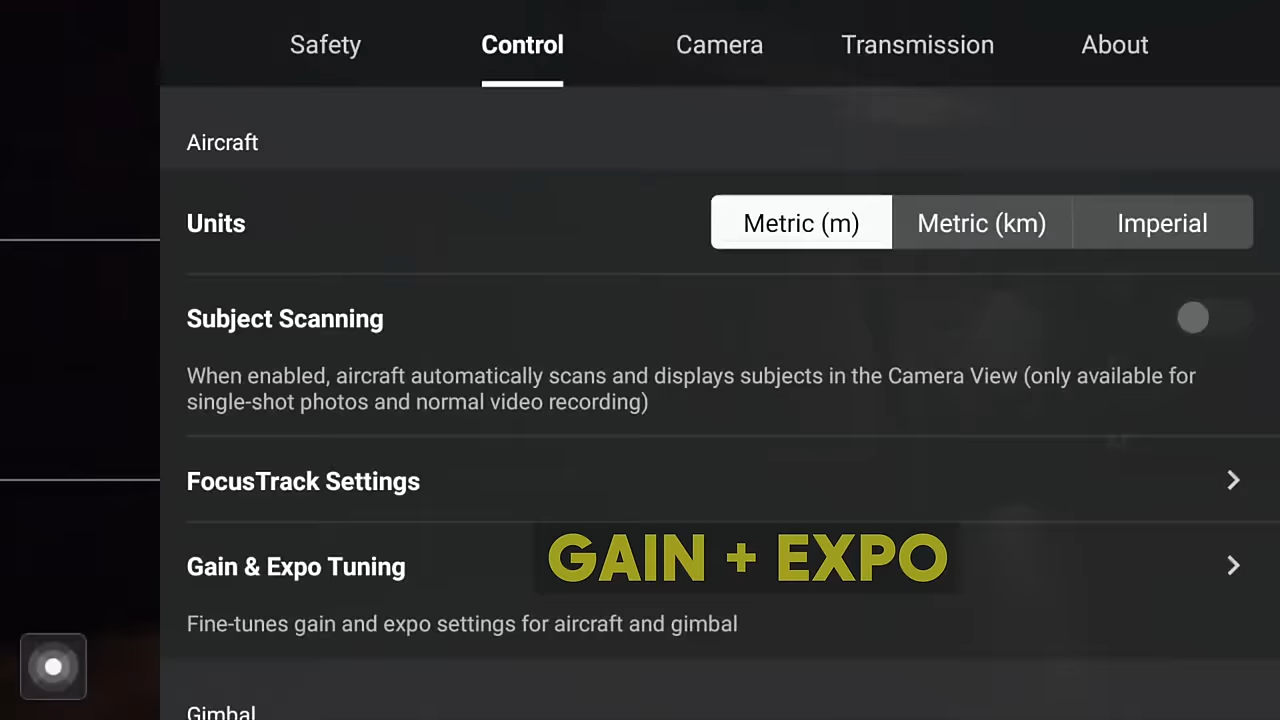 Safety
Control
Camera
Transmission
About
Aircraft
Units
Metric (m)
Metric (km)
Imperial
Subject Scanning
When enabled, aircraft automatically scans and displays subjects in the Camera View (only available for
single-shot photos and normal video recording)
FocusTrack Settings
Gain & Expo Tuning
GAIN + EXPO
Fine-tunes gain and expo settings for aircraft and gimbal
Gimbal